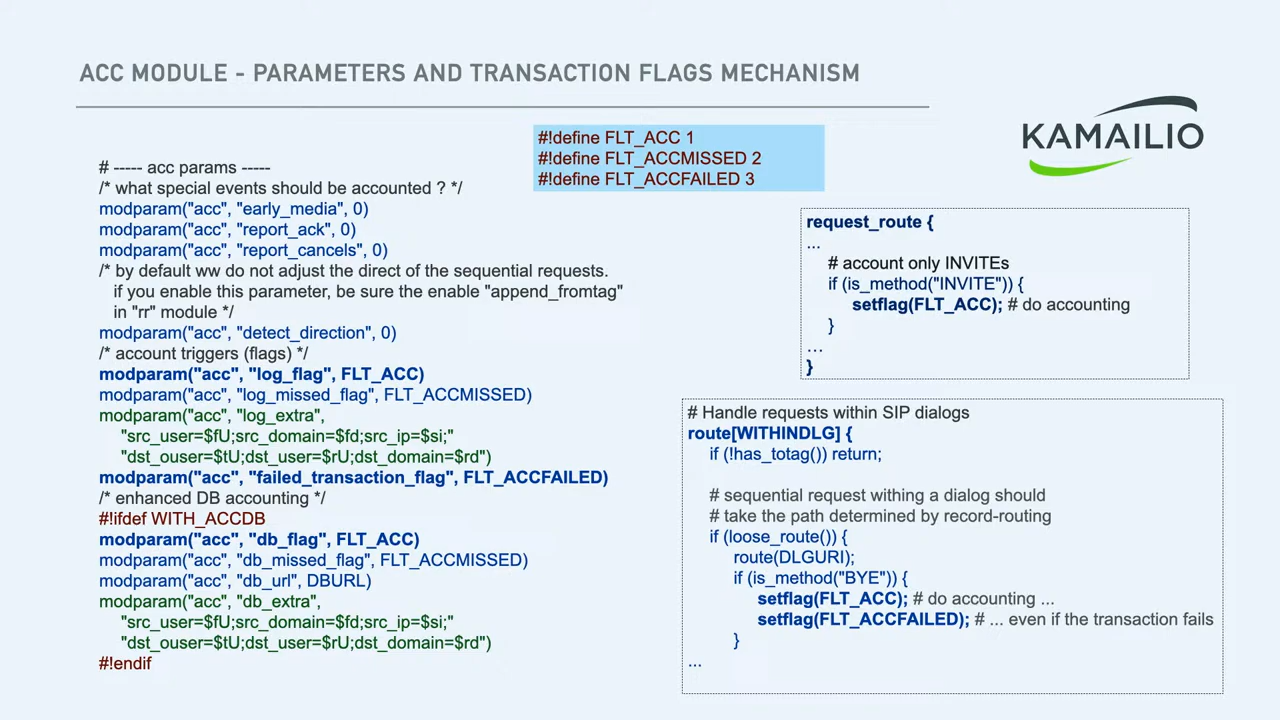 ACC MODULE - PARAMETERS AND TRANSACTION FLAGS MECHANISM
KAMAILIO
#!define FLT_ACC 1
#!define FLT_ACCMISSED 2
#!define FLT_ACCFAILED 3
# ----- acc params -----
/* what special events should be accounted ? */
modparam("acc", "early_media", 0)
modparam("acc", "report_ack", 0)
modparam("acc", "report_cancels", 0)
/* by default ww do not adjust the direct of the sequential requests.
if you enable this parameter, be sure the enable "append_fromtag"
in "rr" module */
modparam("acc", "detect_direction", 0)
/* account triggers (flags) */
modparam("acc", "log_flag", FLT_ACC)
modparam("acc", "log_missed_flag", FLT_ACCMISSED)
modparam("acc", "log_extra",
"src_user=$fU;src_domain=$fd;src_ip=$si;"
"dst_ouser=$tU;dst_user=$rU;dst_domain=$rd")
modparam("acc", "failed_transaction_flag", FLT_ACCFAILED)
/* enhanced DB accounting */
#!ifdef WITH_ACCDB
modparam("acc", "db_flag", FLT_ACC)
modparam("acc", "db_missed_flag", FLT_ACCMISSED)
modparam("acc", "db_url", DBURL)
modparam("acc", "db_extra",
"src_user=$fU;src_domain=$fd;src_ip=$si;"
"dst_ouser=$tU;dst_user=$rU;dst_domain=$rd")
#!endif
request_route {
...
# account only INVITEs
if (is_method("INVITE")) {
setflag(FLT_ACC); # do accounting
}
...
}
# Handle requests within SIP dialogs
route[WITHINDLG] {
if (!has_totag()) return;
# sequential request withing a dialog should
# take the path determined by record-routing
if (loose_route()) {
route(DLGURI);
if (is_method("BYE")) {
setflag(FLT_ACC); # do accounting ...
setflag(FLT_ACCFAILED); # ... even if the transaction fails
}
...